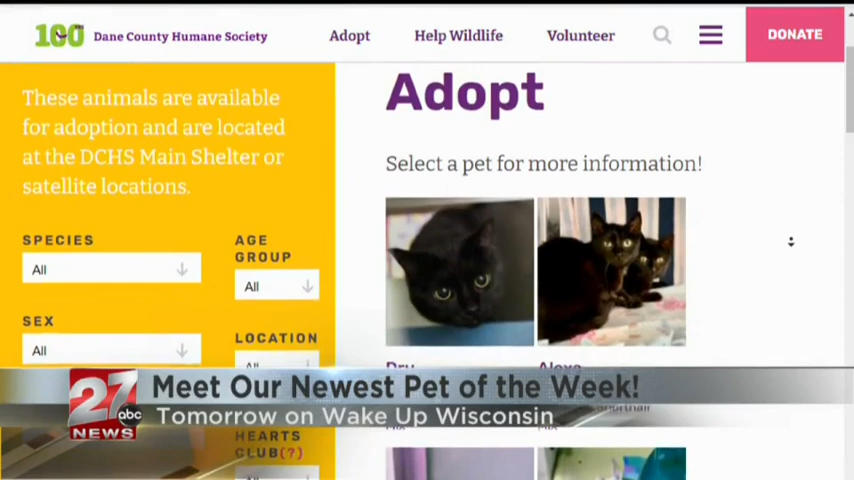 100
Dane County Humane Society
Adopt
Help Wildlife
Volunteer
DONATE
These animals are available
for adoption and are located
at the DCHS Main Shelter or
satellite locations.
SPECIES
All
AGE
GROUP
All
SEX
All
LOCATION
HEARTS
CLUB(?)
Adopt
Select a pet for more information!
27
abc
NEWS
Meet Our Newest Pet of the Week!
Tomorrow on Wake Up Wisconsin